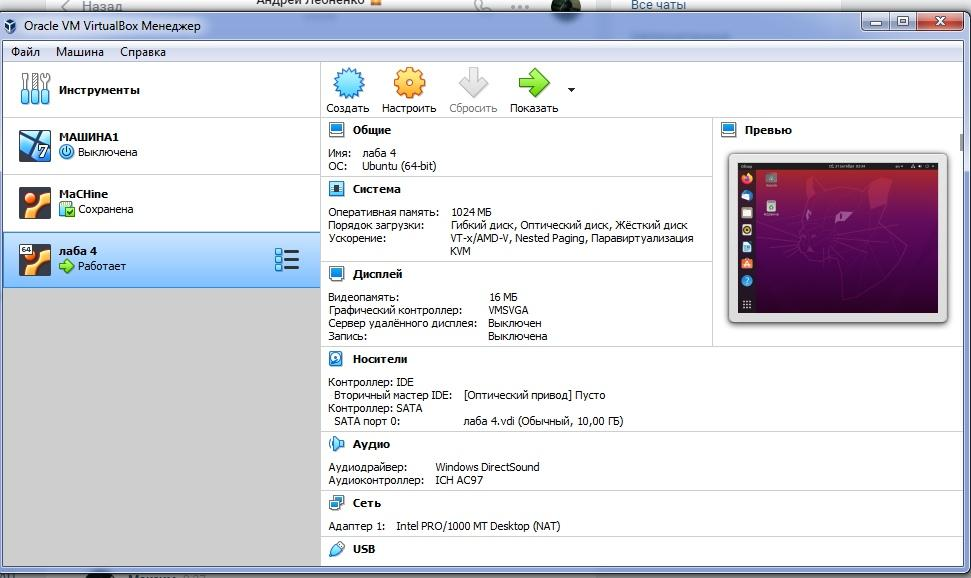 Назад
Андрей Лебненко
Все чаты
Oracle VM VirtualBox Менеджер
Файл Машина Справка
Инструменты
МАШИНА1
Выключена
MaCHine
Сохранена
64
лаба 4
Работает
Создать Настроить Сбросить Показать
Общие
Имя: лаба 4
ОС: Ubuntu (64-bit)
Система
Оперативная память: 1024 МБ
Порядок загрузки: Гибкий диск, Оптический диск, Жёсткий диск
Ускорение: VT-x/AMD-V, Nested Paging, Паравиртуализация
KVM
Дисплей
Видеопамять: 16 МБ
Графический контроллер: VMSVGA
Сервер удалённого дисплея: Выключен
Запись: Выключена
Превью
Носители
Контроллер: IDE
Вторичный мастер IDE: [Оптический привод] Пусто
Контроллер: SATA
SATA порт 0: лаба 4.vdi (Обычный, 10,00 ГБ)
Аудио
Аудиодрайвер: Windows DirectSound
Аудиоконтроллер: ICH AC97
Сеть
Адаптер 1: Intel PRO/1000 MT Desktop (NAT)
USB